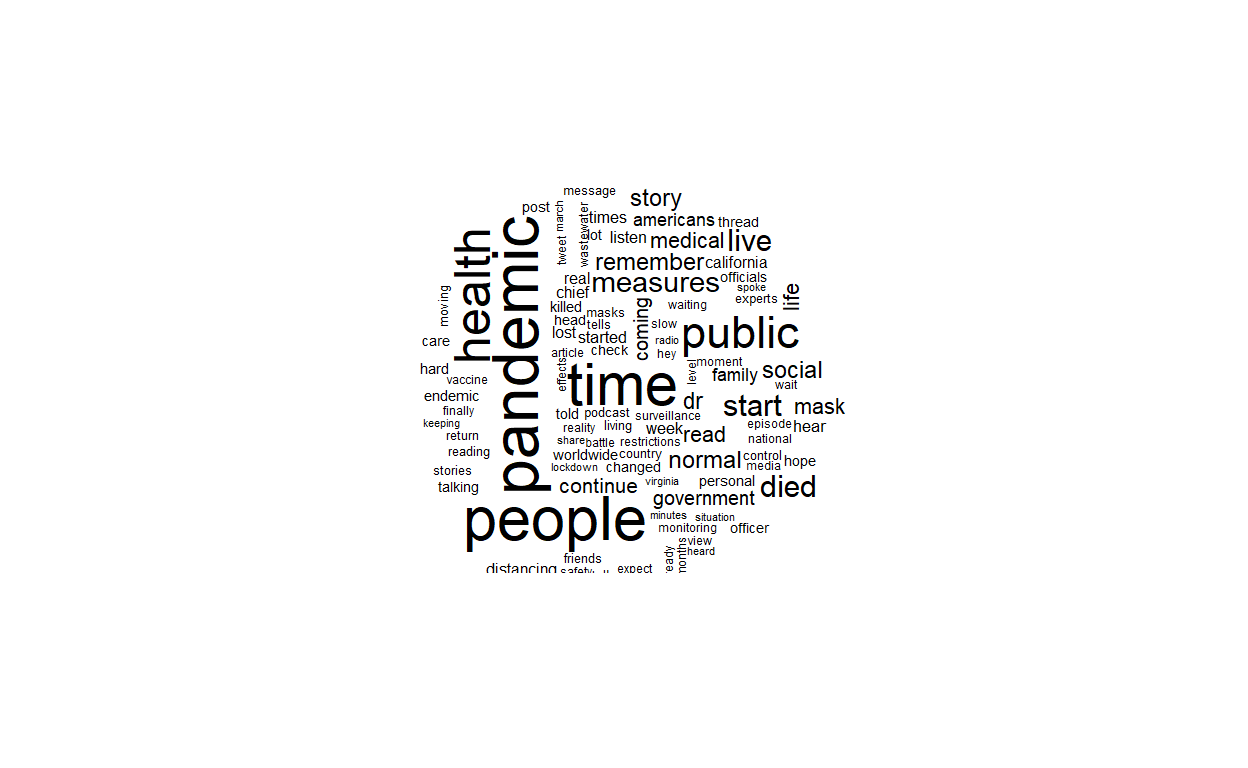 message
post
march
story
times
americans
thread
wastewater
tweet
lot
listen
medical
live
health
pandemic
remember
california
real
measures
officials
spoke
chief
experts
life
moving
killed
masks
waiting
coming
head
tells
slow
public
lost
started
radio
care
article
check
hey
moment
hard
effects
time
level
family
social
vaccine
wait
endemic
dr
start
mask
finally
told
podcast
surveillance
keeping
reality
living
week
read
episode
hear
return
share
battle
restrictions
national
reading
worldwide
country
normal
control
hope
stories
lockdown
changed
media
talking
continue
virginia
personal
died
government
people
minutes
situation
monitoring
officer
view
heard
friends
months
distancing
safety
expect